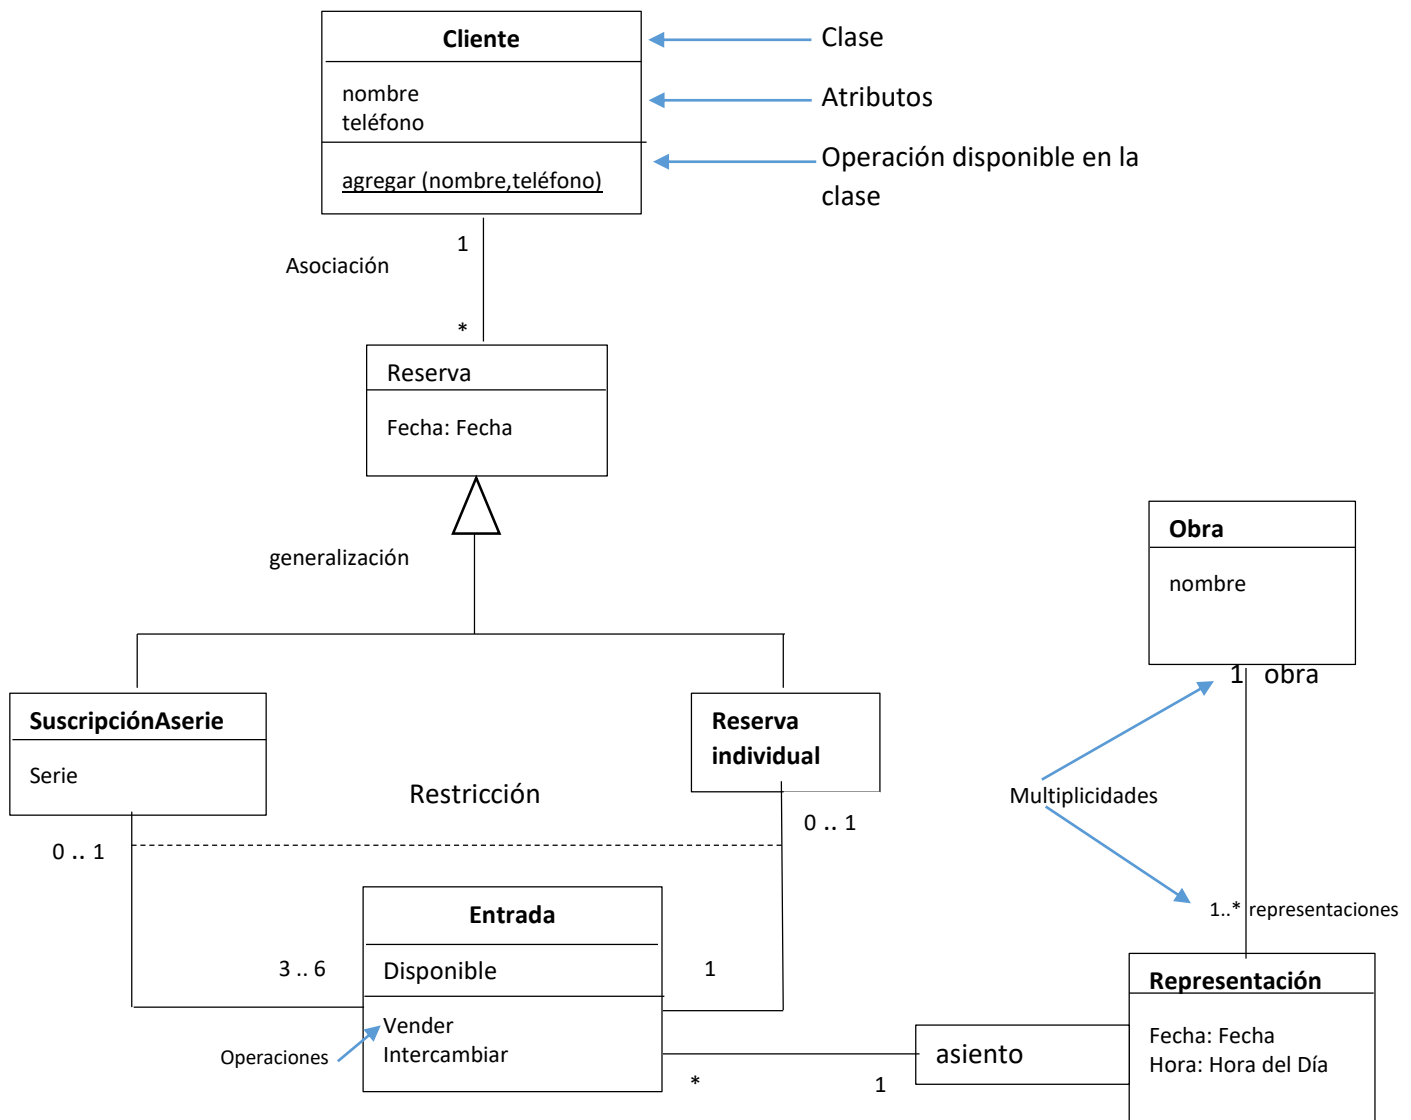 Cliente
Clase
nombre
teléfono
Atributos
agregar (nombre,teléfono)
Operación disponible en la
clase
1
Asociación
*
Reserva
Fecha: Fecha
generalización
Obra
nombre
1 obra
SuscripciónAserie
Serie
Reserva
individual
Restricción
Multiplicidades
0 .. 1
0 .. 1
1..* representaciones
Entrada
Disponible
3 .. 6
1
Vender
Intercambiar
Operaciones
Representación
Fecha: Fecha
Hora: Hora del Día
asiento
*
1